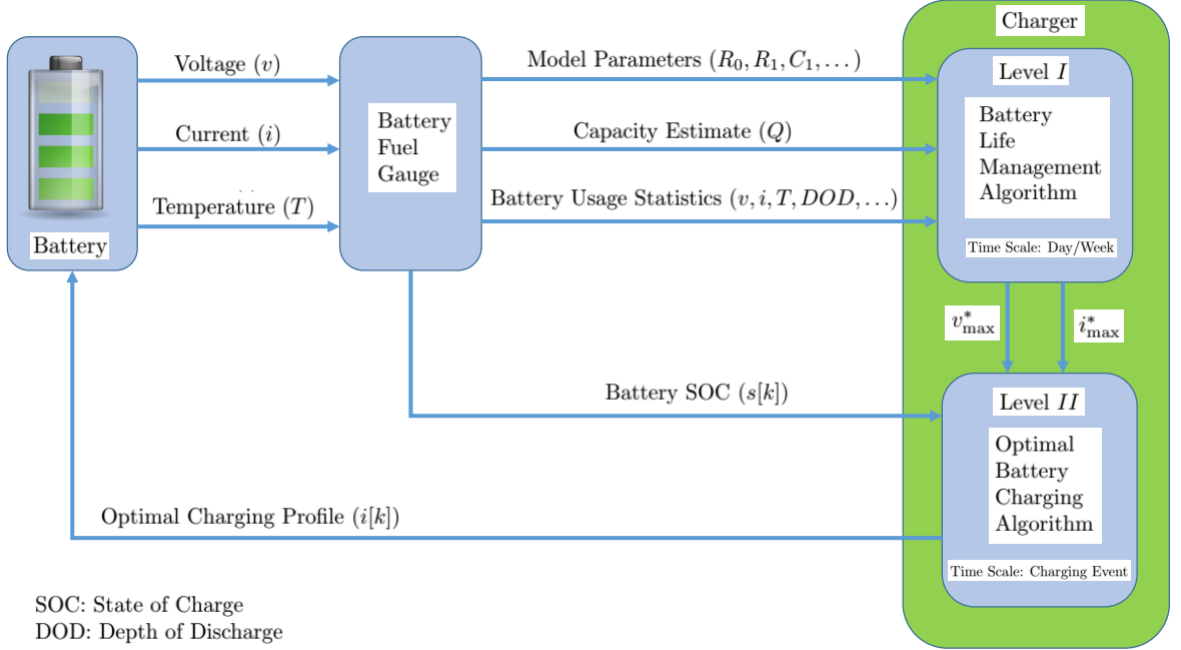 Charger
Voltage (v)
Current (i)
Temperature (T)
Battery
Battery
Fuel
Gauge
Model Parameters (R₀, R₁, C₁, . . .)
Capacity Estimate (Q)
Battery Usage Statistics (v, i, T, DOD, . . .)
Level I
Battery
Life
Management
Algorithm
Time Scale: Day/Week
v*max
i*max
Battery SOC (s[k])
Level II
Optimal
Battery
Charging
Algorithm
Time Scale: Charging Event
Optimal Charging Profile (i[k])
SOC: State of Charge
DOD: Depth of Discharge